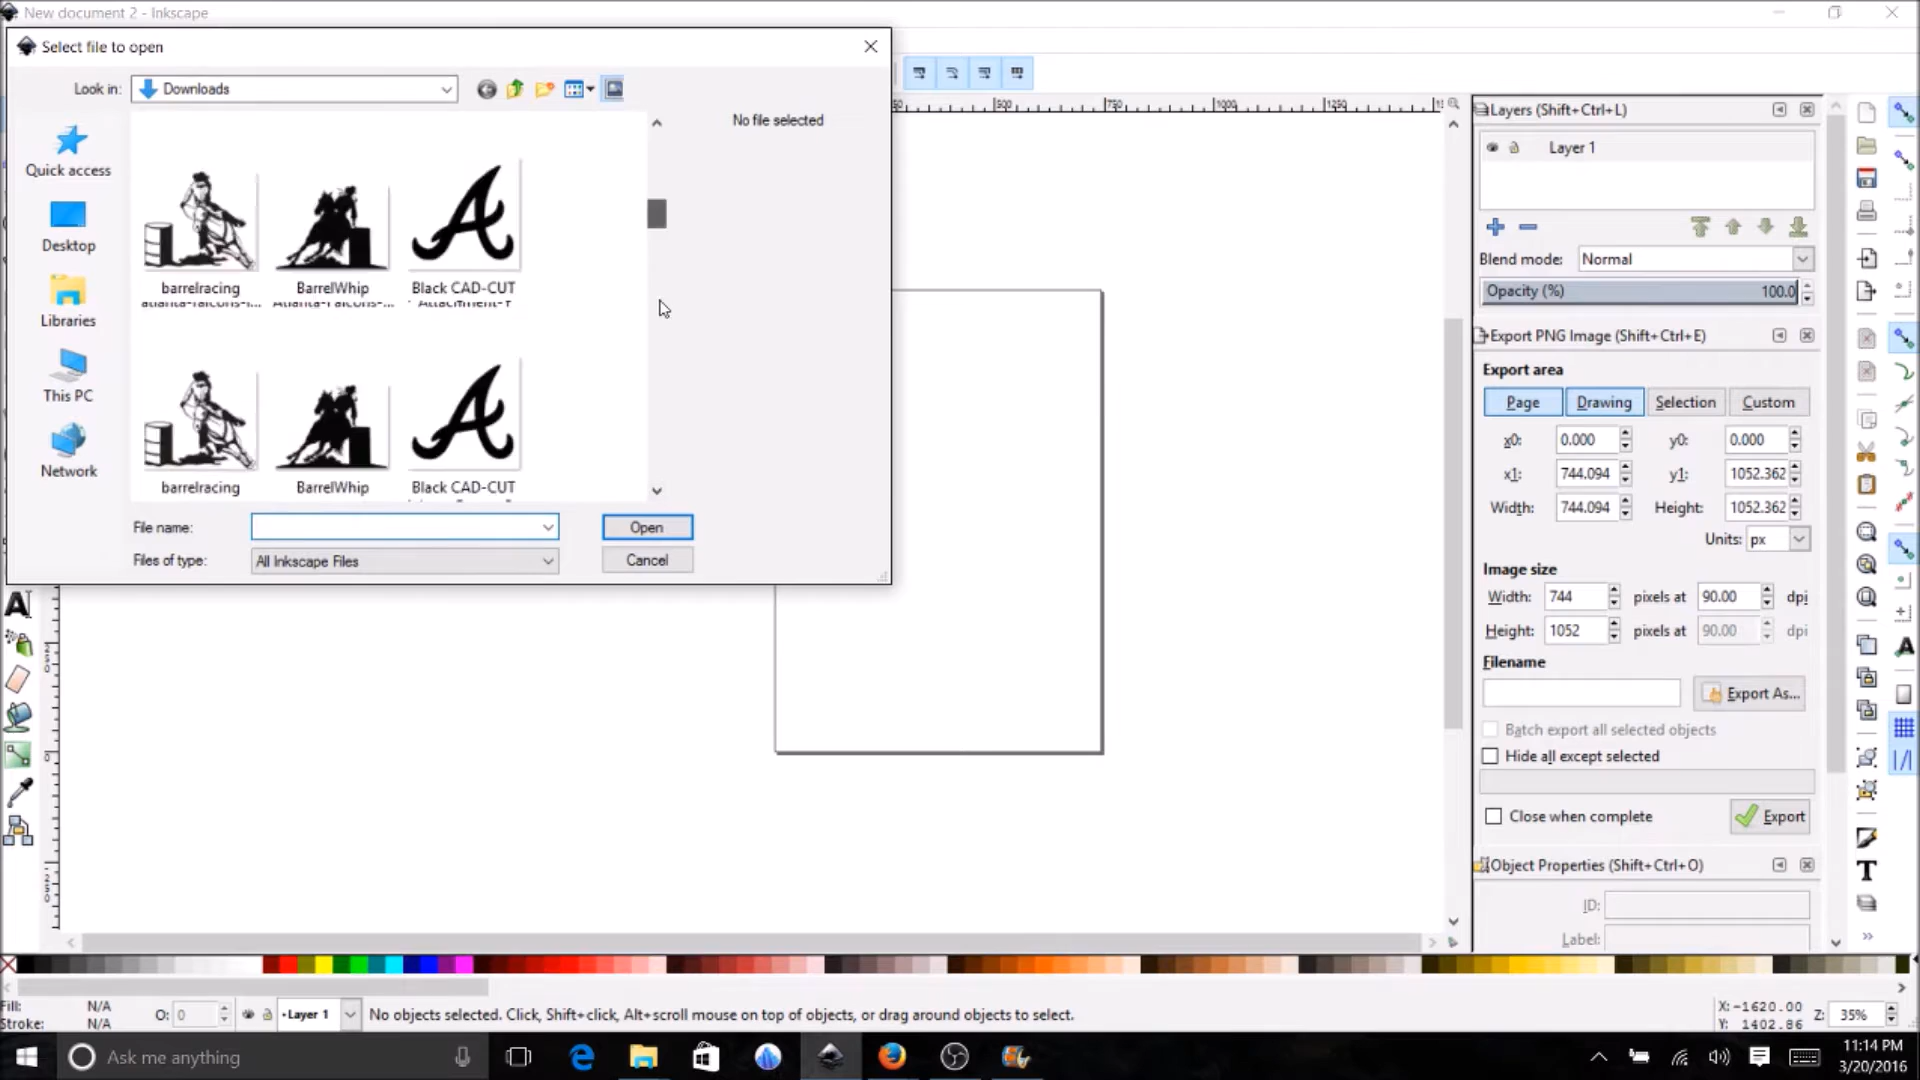 New document 2 - Inkscape
Select file to open
Look in:
Downloads
No file selected
Quick access
Desktop
Libraries
This PC
Network
barrelracing
BarrelWhip
Black CAD-CUT
barrelracing
BarrelWhip
Black CAD-CUT
File name:
Open
Files of type:
All Inkscape Files
Cancel
500
750
1000
1250
Layers (Shift+Ctrl+L)
Layer 1
Blend mode:
Normal
Opacity (%)
100.0
Export PNG Image (Shift+Ctrl+E)
Export area
Page
Drawing
Selection
Custom
x0:
0.000
y0:
0.000
x1:
744.094
y1:
1052.362
Width:
744.094
Height:
1052.362
Units:
px
Image size
Width:
744
pixels at
90.00
dpi
Height:
1052
pixels at
90.00
dpi
Filename
Export As...
Batch export all selected objects
Hide all except selected
Close when complete
Export
Object Properties (Shift+Ctrl+O)
ID:
Label:
Fill:
N/A
Stroke:
N/A
O:
0
Layer 1
No objects selected. Click, Shift+click, Alt+scroll mouse on top of objects, or drag around objects to select.
X: -1620.00
Y: 1402.86
Z:
35%
Ask me anything
11:14 PM
3/20/2016